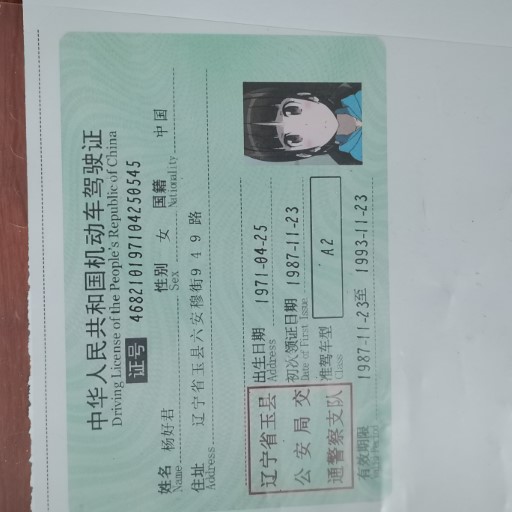 中华人民共和国机动车驾驶证
Driving License of the People's Republic of China
证号 468210197104250545
姓名 杨好君 性别 女 国籍 中国
Name Sex Nationality
住址 辽宁省玉县六安穆街949路
Address
辽宁省玉县
公安局交
通警察支队
出生日期 1971-04-25
Address
初次领证日期 1987-11-23
Date of First Issue
准驾车型 A2
Class
有效期限 1987-11-23至 1993-11-23